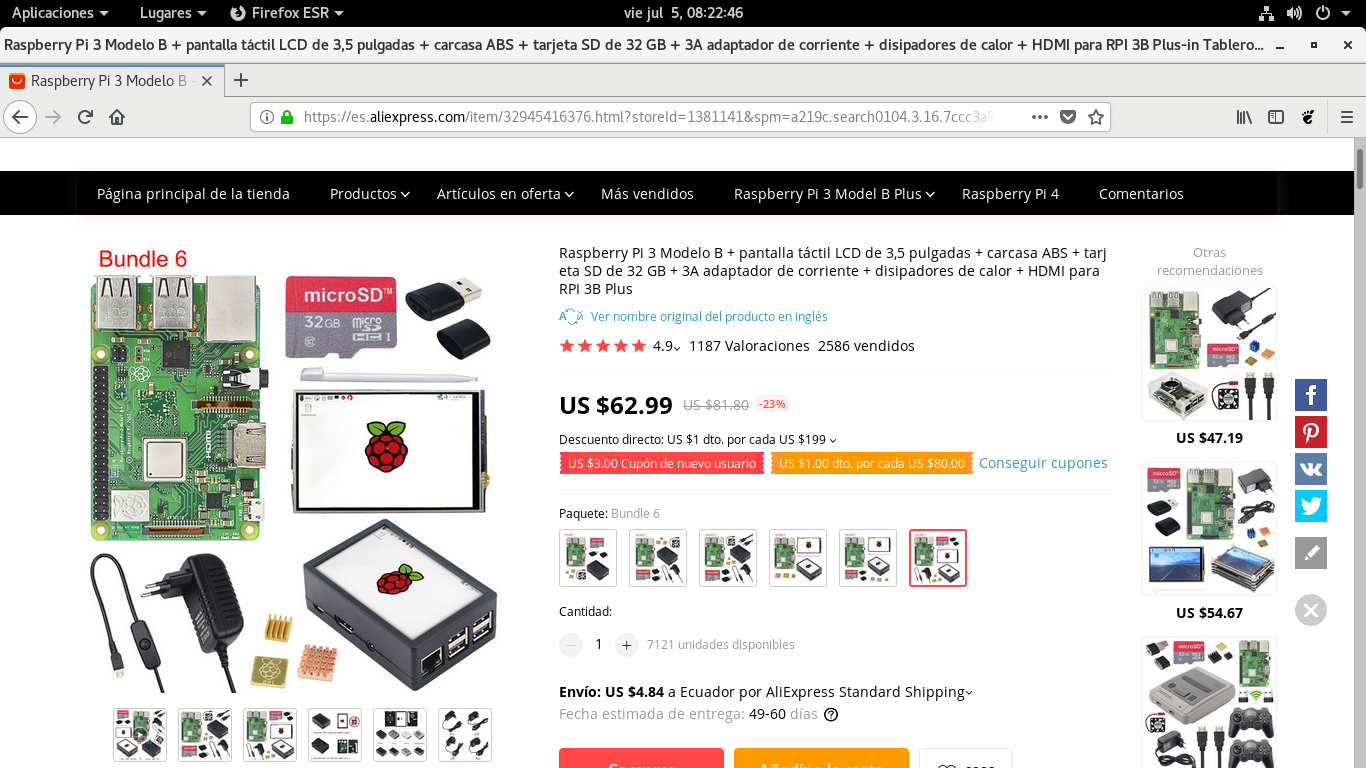 Aplicaciones Lugares Firefox ESR vie jul 5, 08:22:46
Raspberry Pi 3 Modelo B + pantalla táctil LCD de 3,5 pulgadas + carcasa ABS + tarjeta SD de 32 GB + 3A adaptador de corriente + disipadores de calor + HDMI para RPI 3B Plus-in Tablero...
Raspberry Pi 3 Modelo B
https://es.aliexpress.com/item/32945416376.html?storeId=1381141&spm=a219c.search0104.3.16.7ccc3a9
Página principal de la tienda Productos Artículos en oferta Más vendidos Raspberry Pi 3 Model B Plus Raspberry Pi 4 Comentarios
Bundle 6
microSD™
32GB
micro
HDMI
Raspberry Pi 3 Modelo B + pantalla táctil LCD de 3,5 pulgadas + carcasa ABS + tarj
eta SD de 32 GB + 3A adaptador de corriente + disipadores de calor + HDMI para
RPI 3B Plus
Ver nombre original del producto en inglés
4.9 1187 Valoraciones 2586 vendidos
US $62.99 US $81.80 -23%
Descuento directo: US $1 dto. por cada US $199
US $3.00 Cupón de nuevo usuario US $1.00 dto. por cada US $80.00 Conseguir cupones
Paquete: Bundle 6
Cantidad:
1 7121 unidades disponibles
Envío: US $4.84 a Ecuador por AliExpress Standard Shipping
Fecha estimada de entrega: 49-60 días
Otras
recomendaciones
US $47.19
US $54.67